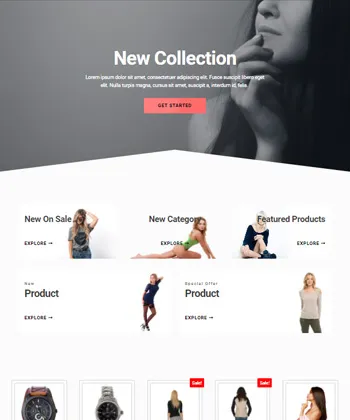 New Collection
Lorem ipsum dolor sit amet, consectetuer adipiscing elit. Fusce suscipit libero eget
elit. Nulla turpis magna, cursus sit amet, suscipit a, interdum id, felis.
GET STARTED
New On Sale
New Category
Featured Products
EXPLORE →
EXPLORE →
EXPLORE →
New
Special Offer
Product
Product
EXPLORE →
EXPLORE →
Sale!
Sale!